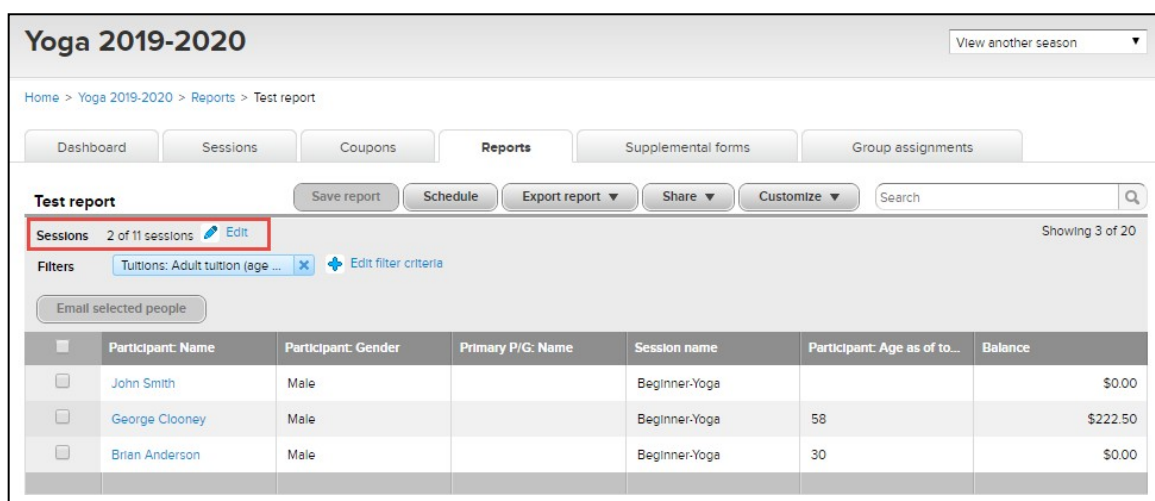 Yoga 2019-2020
View another season
Home > Yoga 2019-2020 > Reports > Test report
Dashboard Sessions Coupons Reports Supplemental forms Group assignments
Test report Save report Schedule Export report Share Customize Search
Sessions 2 of 11 sessions Edit Showing 3 of 20
Filters Tuitions: Adult tuition (age ... Edit filter criteria
Email selected people
Participant: Name Participant: Gender Primary P/G: Name Session name Participant: Age as of to... Balance
John Smith Male Beginner-Yoga $0.00
George Clooney Male Beginner-Yoga 58 $222.50
Brian Anderson Male Beginner-Yoga 30 $0.00